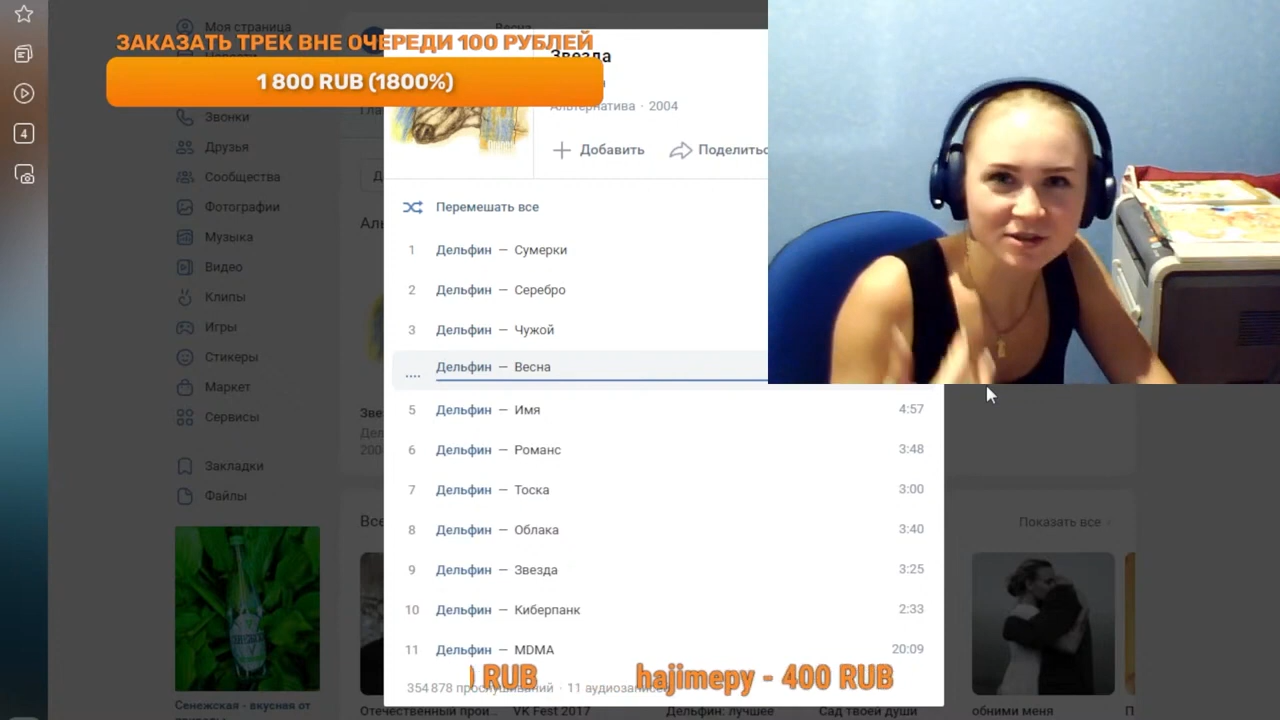 Моя страница
ЗАКАЗАТЬ ТРЕК ВНЕ ОЧЕРЕДИ 100 РУБЛЕЙ
1 800 RUB (1800%)
Звонки
Друзья
Сообщества
Фотографии
Музыка
Видео
Клипы
Игры
Стикеры
Маркет
Сервисы
Закладки
Файлы
Сенежская - вкусная от
4
Весна
Звезда
Альтернатива · 2004
Добавить
Поделитьс
Перемешать все
1 Дельфин — Сумерки
2 Дельфин — Серебро
3 Дельфин — Чужой
.... Дельфин — Весна
5 Дельфин — Имя 4:57
6 Дельфин — Романс 3:48
7 Дельфин — Тоска 3:00
8 Дельфин — Облака 3:40
9 Дельфин — Звезда 3:25
10 Дельфин — Киберпанк 2:33
11 Дельфин — MDMA 20:09
RUB hajimepy - 400 RUB
354 878 прослушиваний · 11 аудиозаписей
Показать все
Отечественный прои...
VK Fest 2017
Дельфин: лучшее
Сад твоей души
обними меня